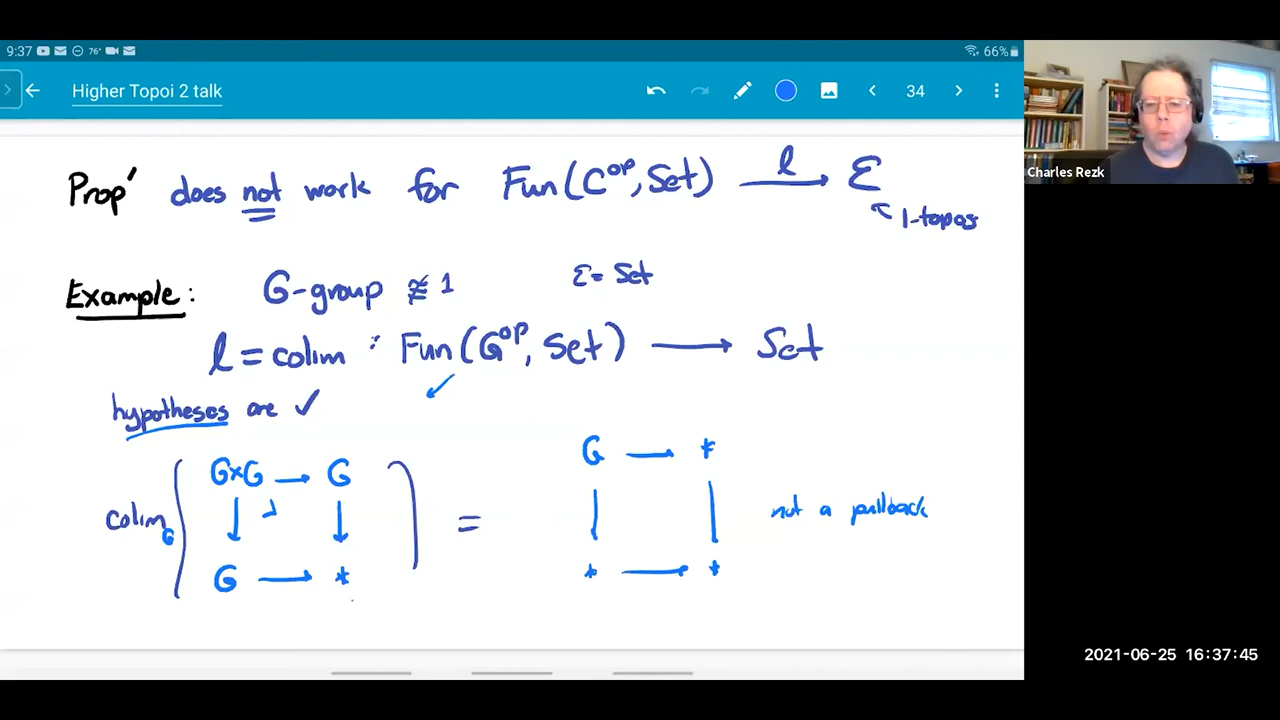 9:37 76° 66%
Higher Topoi 2 talk 34
Charles Rezk
Prop' does not work for Fun(C^op, Set) —l→ ℰ
↖ 1-topos
Example: G-group ≇ 1 ℰ = Set
l = colim : Fun(G^op, Set) ⟶ Set
hypotheses are ✓
colim_G ( G×G → G ) = G → * not a pullback
↓ ⌟ ↓
G → * * → *
2021-06-25 16:37:45